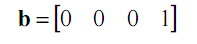 b = [0 0 0 1]